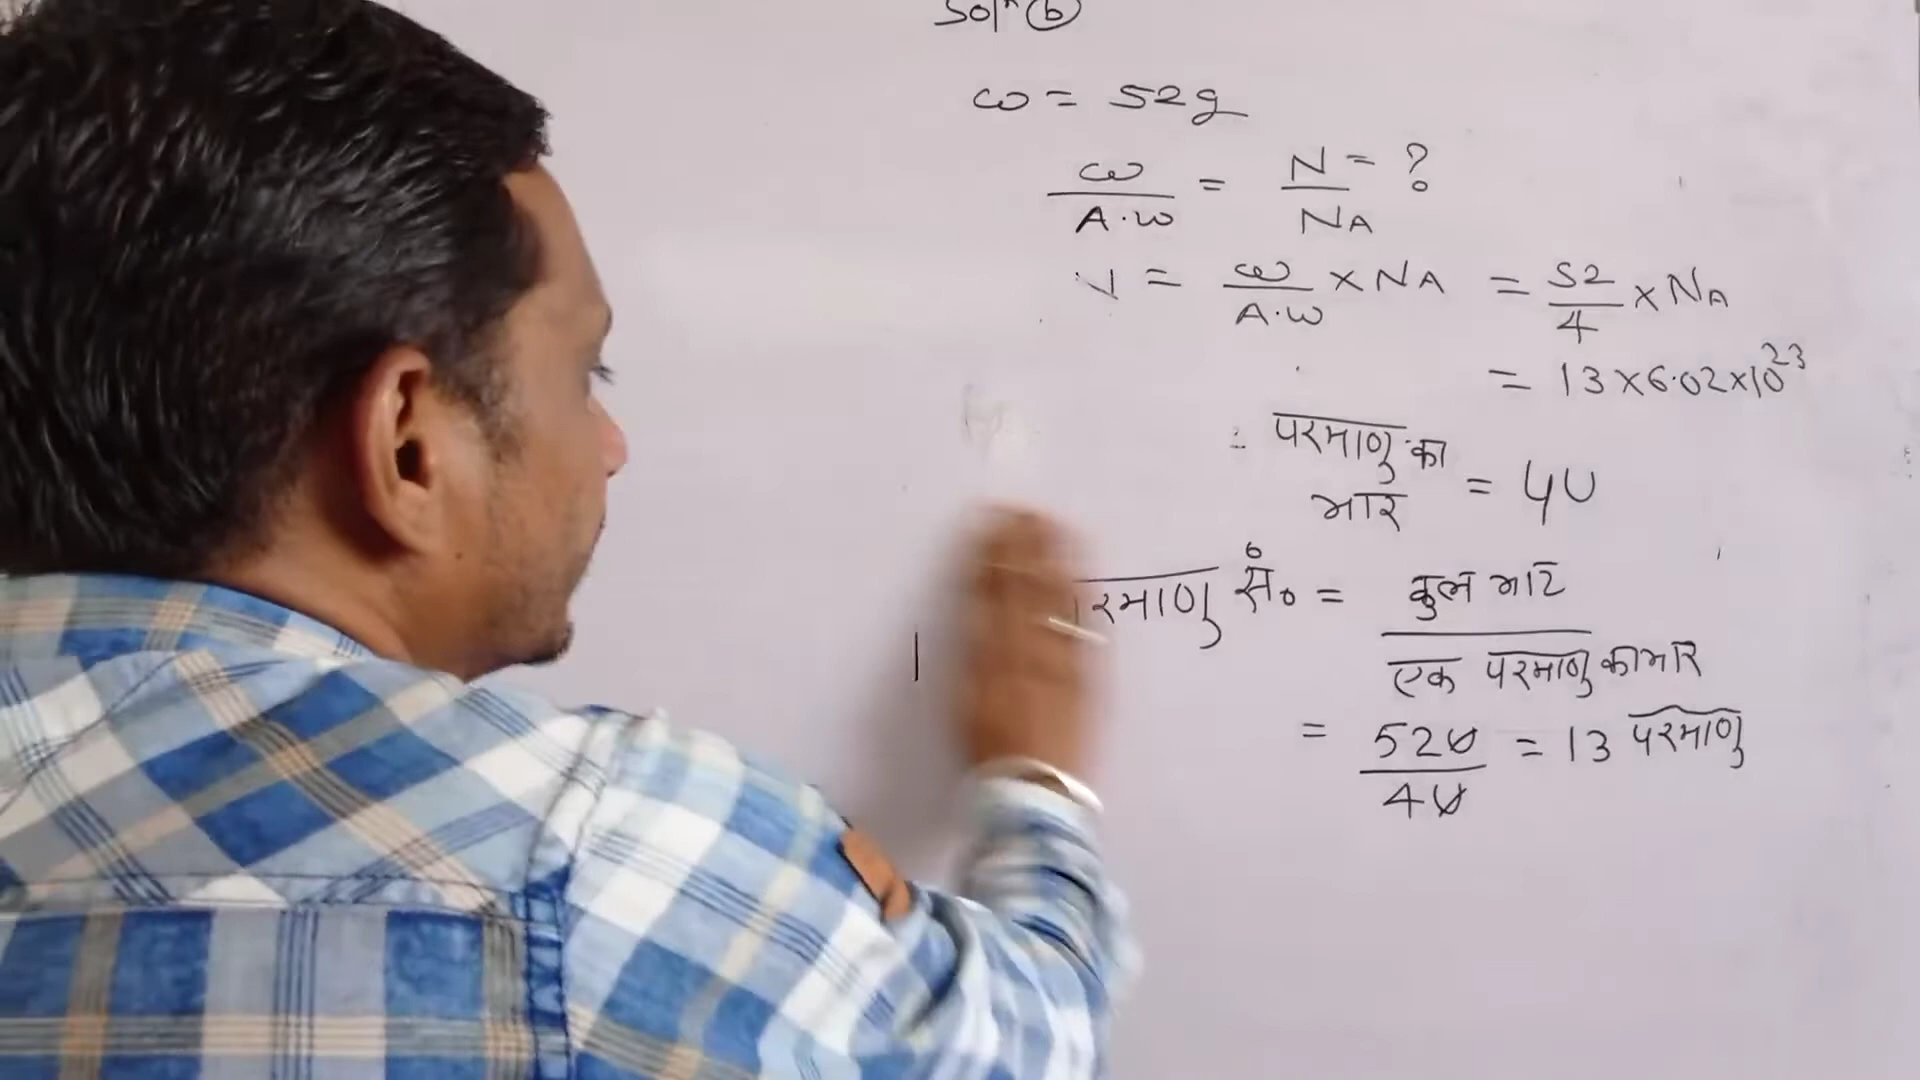 Solⁿ (b)
ω = 52g
ω/A·ω = N/NA = ?
= ω/A·ω × NA = 52/4 × NA
= 13 × 6.02 × 10²³
परमाणु का भार = 4U
रमाणु सं० = कुल भार / एक परमाणु का भार
= 52U/4U = 13 परमाणु